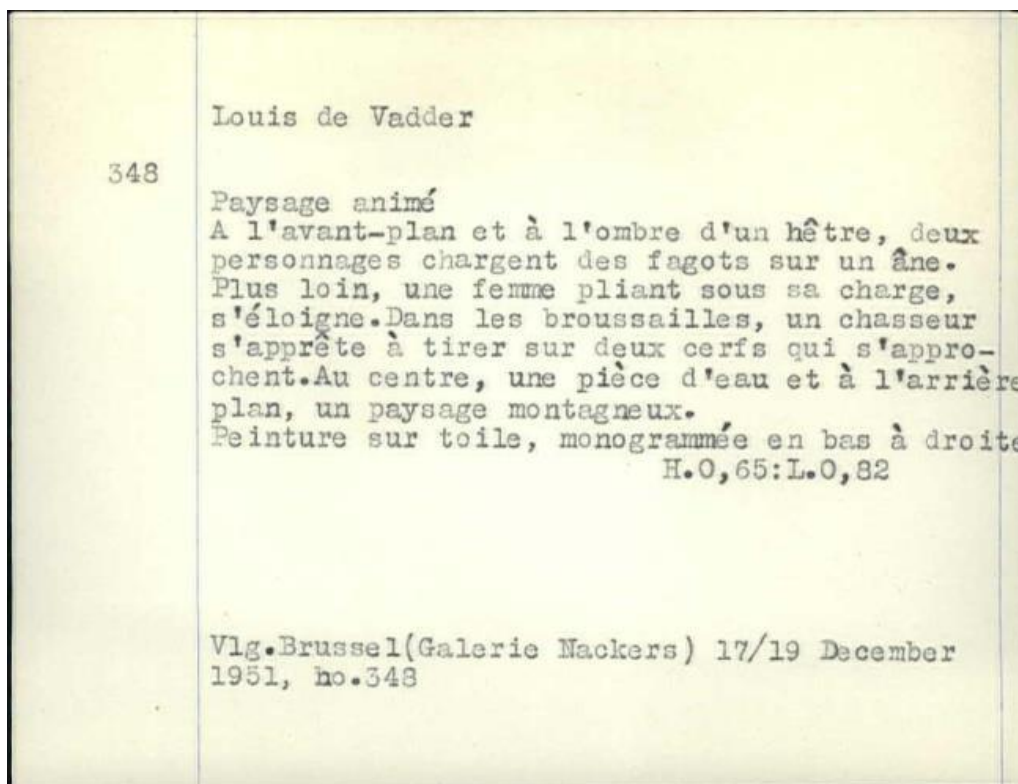 Louis de Vadder
348
Paysage animé
A l'avant-plan et à l'ombre d'un hêtre, deux
personnages chargent des fagots sur un âne.
Plus loin, une femme pliant sous sa charge,
s'éloigne.Dans les broussailles, un chasseur
s'apprête à tirer sur deux cerfs qui s'appro-
chent.Au centre, une pièce d'eau et à l'arrière
plan, un paysage montagneux.
Peinture sur toile, monogrammée en bas à droite
H.0,65:L.0,82
Vlg.Brussel(Galerie Nackers) 17/19 December
1951, no.348